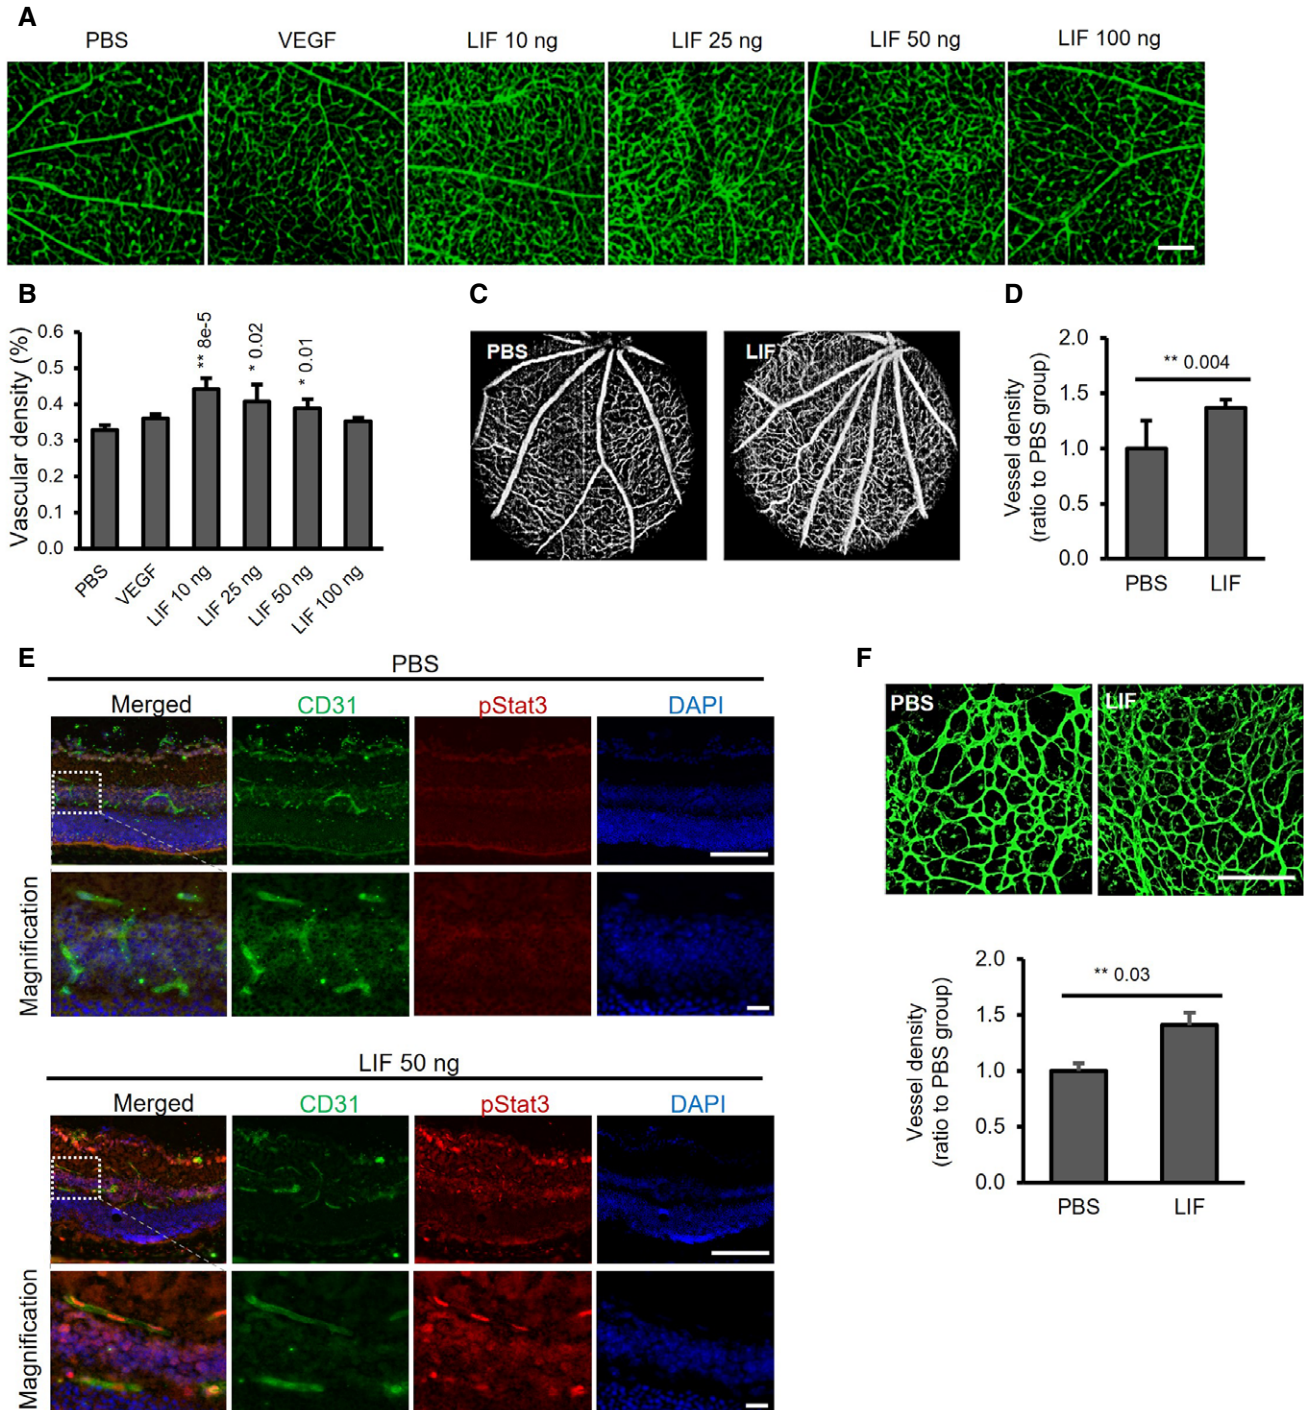 A
PBS VEGF LIF 10 ng LIF 25 ng LIF 50 ng LIF 100 ng
B
Vascular density (%)
0.6
0.5
0.4
0.3
0.2
0.1
0.0
** 8e-5
* 0.02
* 0.01
PBS
VEGF
LIF 10 ng
LIF 25 ng
LIF 50 ng
LIF 100 ng
C
PBS
LIF
D
Vessel density
(ratio to PBS group)
2.0
1.5
1.0
0.5
0.0
** 0.004
PBS LIF
E
PBS
Merged CD31 pStat3 DAPI
Magnification
LIF 50 ng
Merged CD31 pStat3 DAPI
Magnification
F
PBS
LIF
Vessel density
(ratio to PBS group)
2.0
1.5
1.0
0.5
0.0
** 0.03
PBS LIF